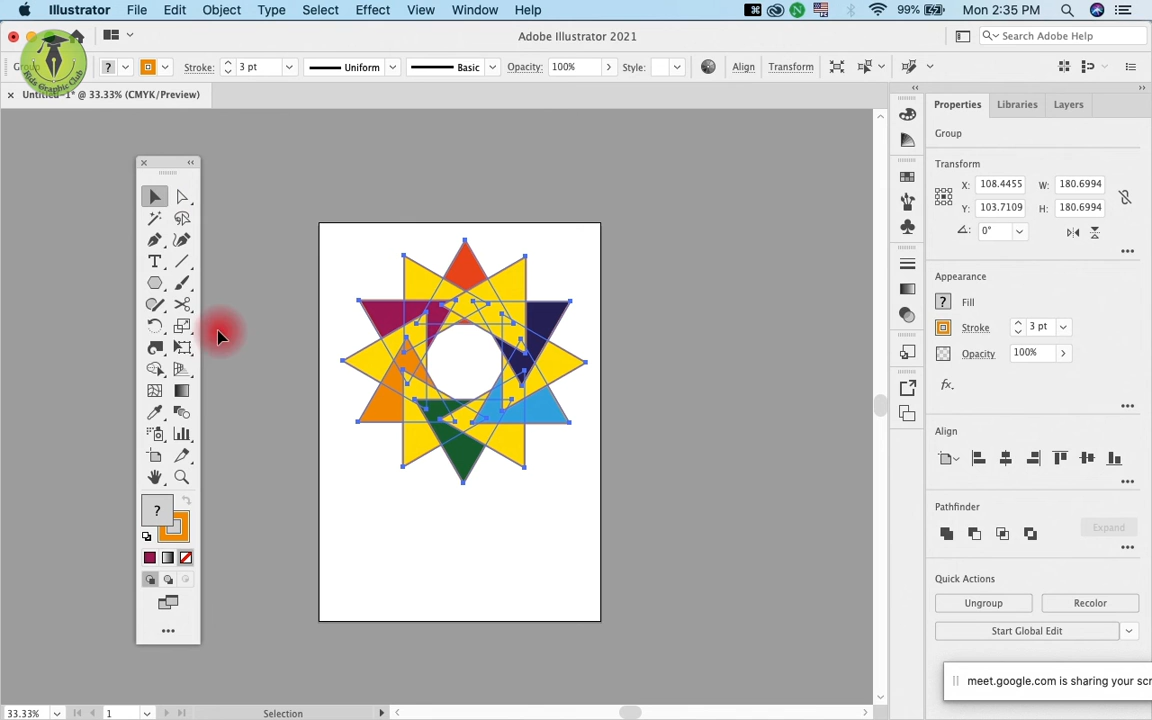 Illustrator File Edit Object Type Select Effect View Window Help 99% Mon 2:35 PM
Adobe Illustrator 2021
Search Adobe Help
Ride Graphic Club
Group ? Stroke: 3 pt Uniform Basic Opacity: 100% Style: Align Transform
Untitled-1* @ 33.33% (CMYK/Preview)
Properties Libraries Layers
Group
Transform
X: 108.4455 W: 180.6994
Y: 103.7109 H: 180.6994
0°
Appearance
? Fill
Stroke 3 pt
Opacity 100%
fx.
Align
Pathfinder
Expand
Quick Actions
Ungroup Recolor
Start Global Edit
?
meet.google.com is sharing your scr
33.33% 1 Selection